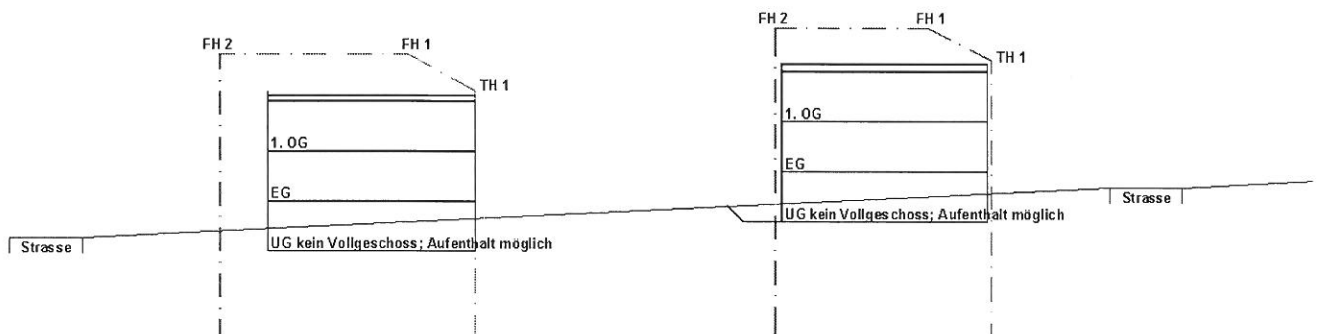 FH 2
FH 1
TH 1
1. OG
EG
UG kein Vollgeschoss; Aufenthalt möglich
Strasse
FH 2
FH 1
TH 1
1. OG
EG
UG kein Vollgeschoss; Aufenthalt möglich
Strasse